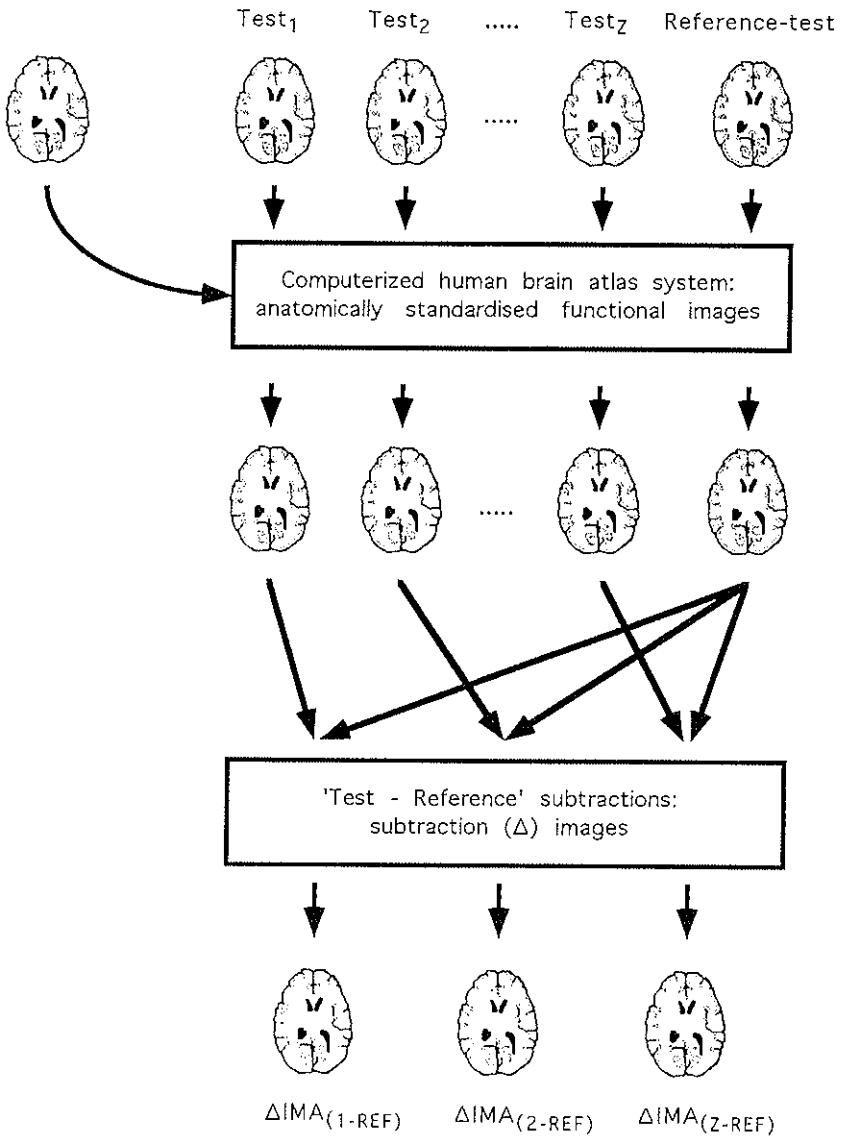 Test1 Test2 ..... TestZ Reference-test
.....
Computerized human brain atlas system:
anatomically standardised functional images
.....
'Test - Reference' subtractions:
subtraction (Δ) images
ΔIMA(1-REF) ΔIMA(2-REF) ΔIMA(Z-REF)